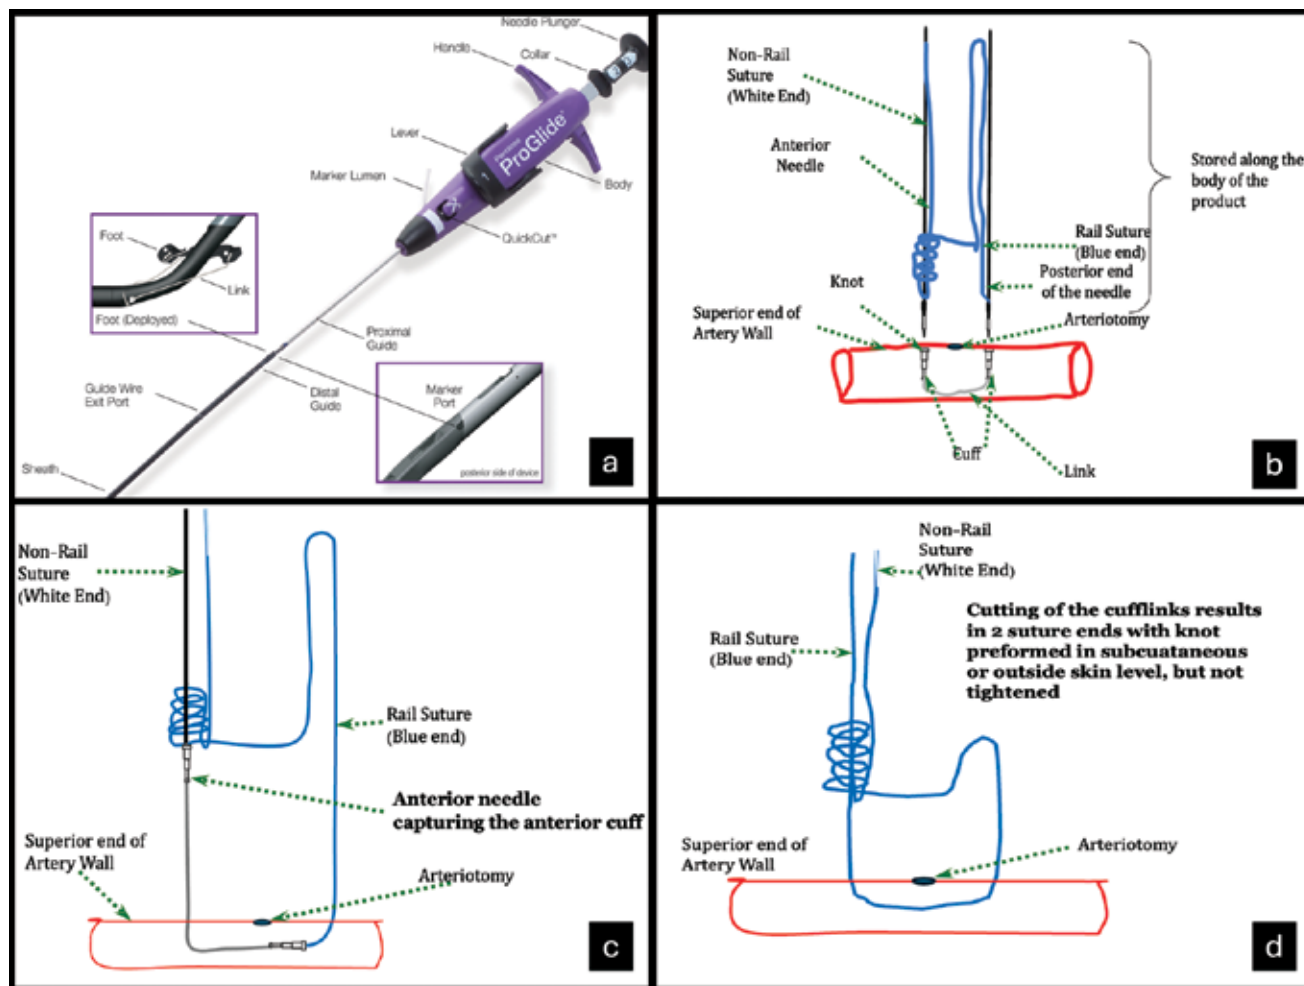 Needle Plunger
Handle
Collar
Lever
Perclose
ProGlide
Marker Lumen
Body
QuickCut™
Foot
Link
Foot (Deployed)
Proximal
Guide
Guide Wire
Exit Port
Distal
Guide
Marker
Port
posterior side of device
Sheath
a
Non-Rail
Suture
(White End)
Anterior
Needle
Stored along the
body of the
product
Rail Suture
(Blue end)
Posterior end
of the needle
Knot
Superior end of
Artery Wall
Arteriotomy
Cuff
Link
b
Non-Rail
Suture
(White End)
Rail Suture
(Blue end)
Anterior needle
capturing the anterior cuff
Superior end of
Artery Wall
Arteriotomy
c
Non-Rail
Suture
(White End)
Cutting of the cufflinks results
in 2 suture ends with knot
preformed in subcuataneous
or outside skin level, but not
tightened
Rail Suture
(Blue end)
Superior end of
Artery Wall
Arteriotomy
d